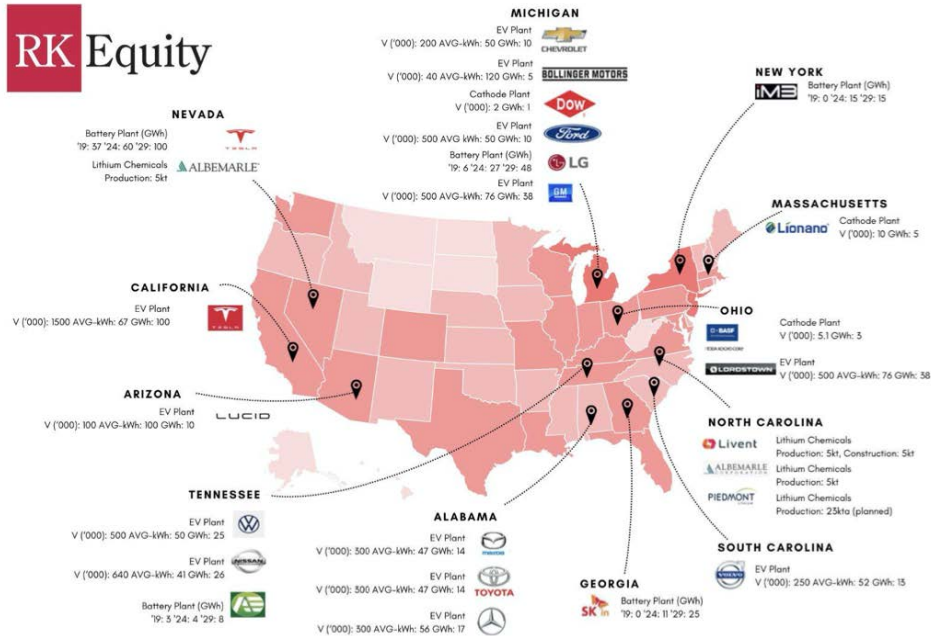 RK Equity
MICHIGAN
EV Plant
V ('000): 200 AVG-kWh: 50 GWh: 10
CHEVROLET
EV Plant
V ('000): 40 AVG-kWh: 120 GWh: 5
BOLLINGER MOTORS
Cathode Plant
V ('000): 2 GWh: 1
Dow
EV Plant
V ('000): 500 AVG kWh: 50 GWh: 10
Ford
Battery Plant (GWh)
'19: 6 '24: 27 '29: 48
LG
EV Plant
V ('000): 500 AVG-kWh: 76 GWh: 38
GM
NEW YORK
iM3
Battery Plant (GWh)
'19: 0 '24: 15 '29: 15
NEVADA
Battery Plant (GWh)
'19: 37 '24: 60 '29: 100
TESLA
Lithium Chemicals
Production: 5kt
ALBEMARLE
MASSACHUSETTS
Lionano
Cathode Plant
V ('000): 10 GWh: 5
CALIFORNIA
EV Plant
V ('000): 1500 AVG-kWh: 67 GWh: 100
TESLA
OHIO
BASF
Cathode Plant
V ('000): 5.1 GWh: 3
LORDSTOWN
EV Plant
V ('000): 500 AVG-kWh: 76 GWh: 38
ARIZONA
EV Plant
V ('000): 100 AVG-kWh: 100 GWh: 10
LUCID
NORTH CAROLINA
Livent
Lithium Chemicals
Production: 5kt, Construction: 5kt
ALBEMARLE
CORPORATION
Lithium Chemicals
Production: 5kt
PIEDMONT
LITHIUM
Lithium Chemicals
Production: 23kta (planned)
TENNESSEE
EV Plant
V ('000): 500 AVG-kWh: 50 GWh: 25
EV Plant
V ('000): 640 AVG-kWh: 41 GWh: 26
NISSAN
Battery Plant (GWh)
'19: 3 '24: 4 '29: 8
ALABAMA
EV Plant
V ('000): 300 AVG-kWh: 47 GWh: 14
mazda
EV Plant
V ('000): 300 AVG-kWh: 47 GWh: 14
TOYOTA
EV Plant
V ('000): 300 AVG-kWh: 56 GWh: 17
GEORGIA
SK
Battery Plant (GWh)
'19: 0 '24: 11 '29: 25
SOUTH CAROLINA
VOLVO
EV Plant
V ('000): 250 AVG-kWh: 52 GWh: 13